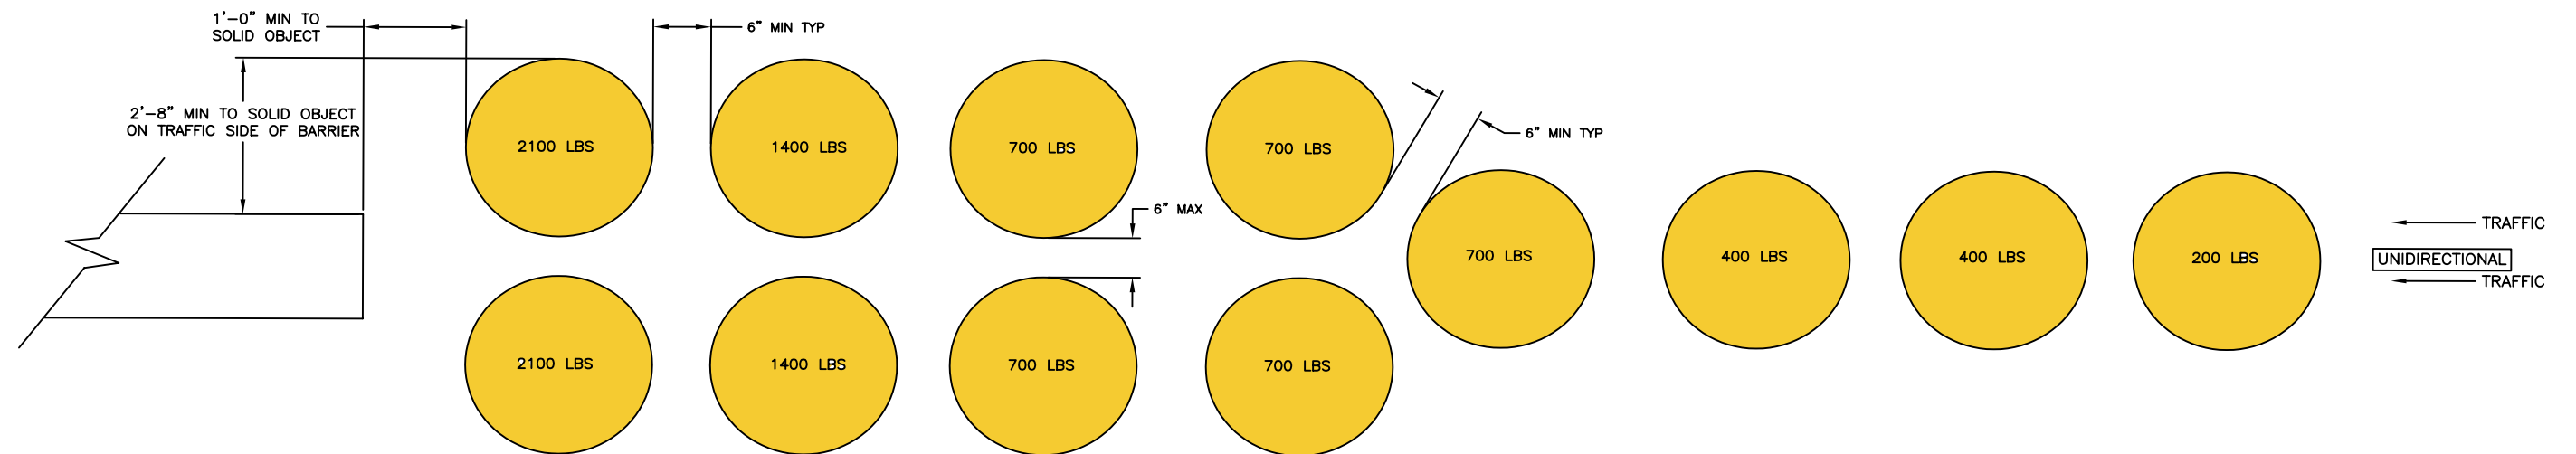 1'-0" MIN TO
SOLID OBJECT
6" MIN TYP
2'-8" MIN TO SOLID OBJECT
ON TRAFFIC SIDE OF BARRIER
2100 LBS
1400 LBS
700 LBS
700 LBS
6" MIN TYP
6" MAX
700 LBS
400 LBS
400 LBS
200 LBS
TRAFFIC
UNIDIRECTIONAL
TRAFFIC
2100 LBS
1400 LBS
700 LBS
700 LBS